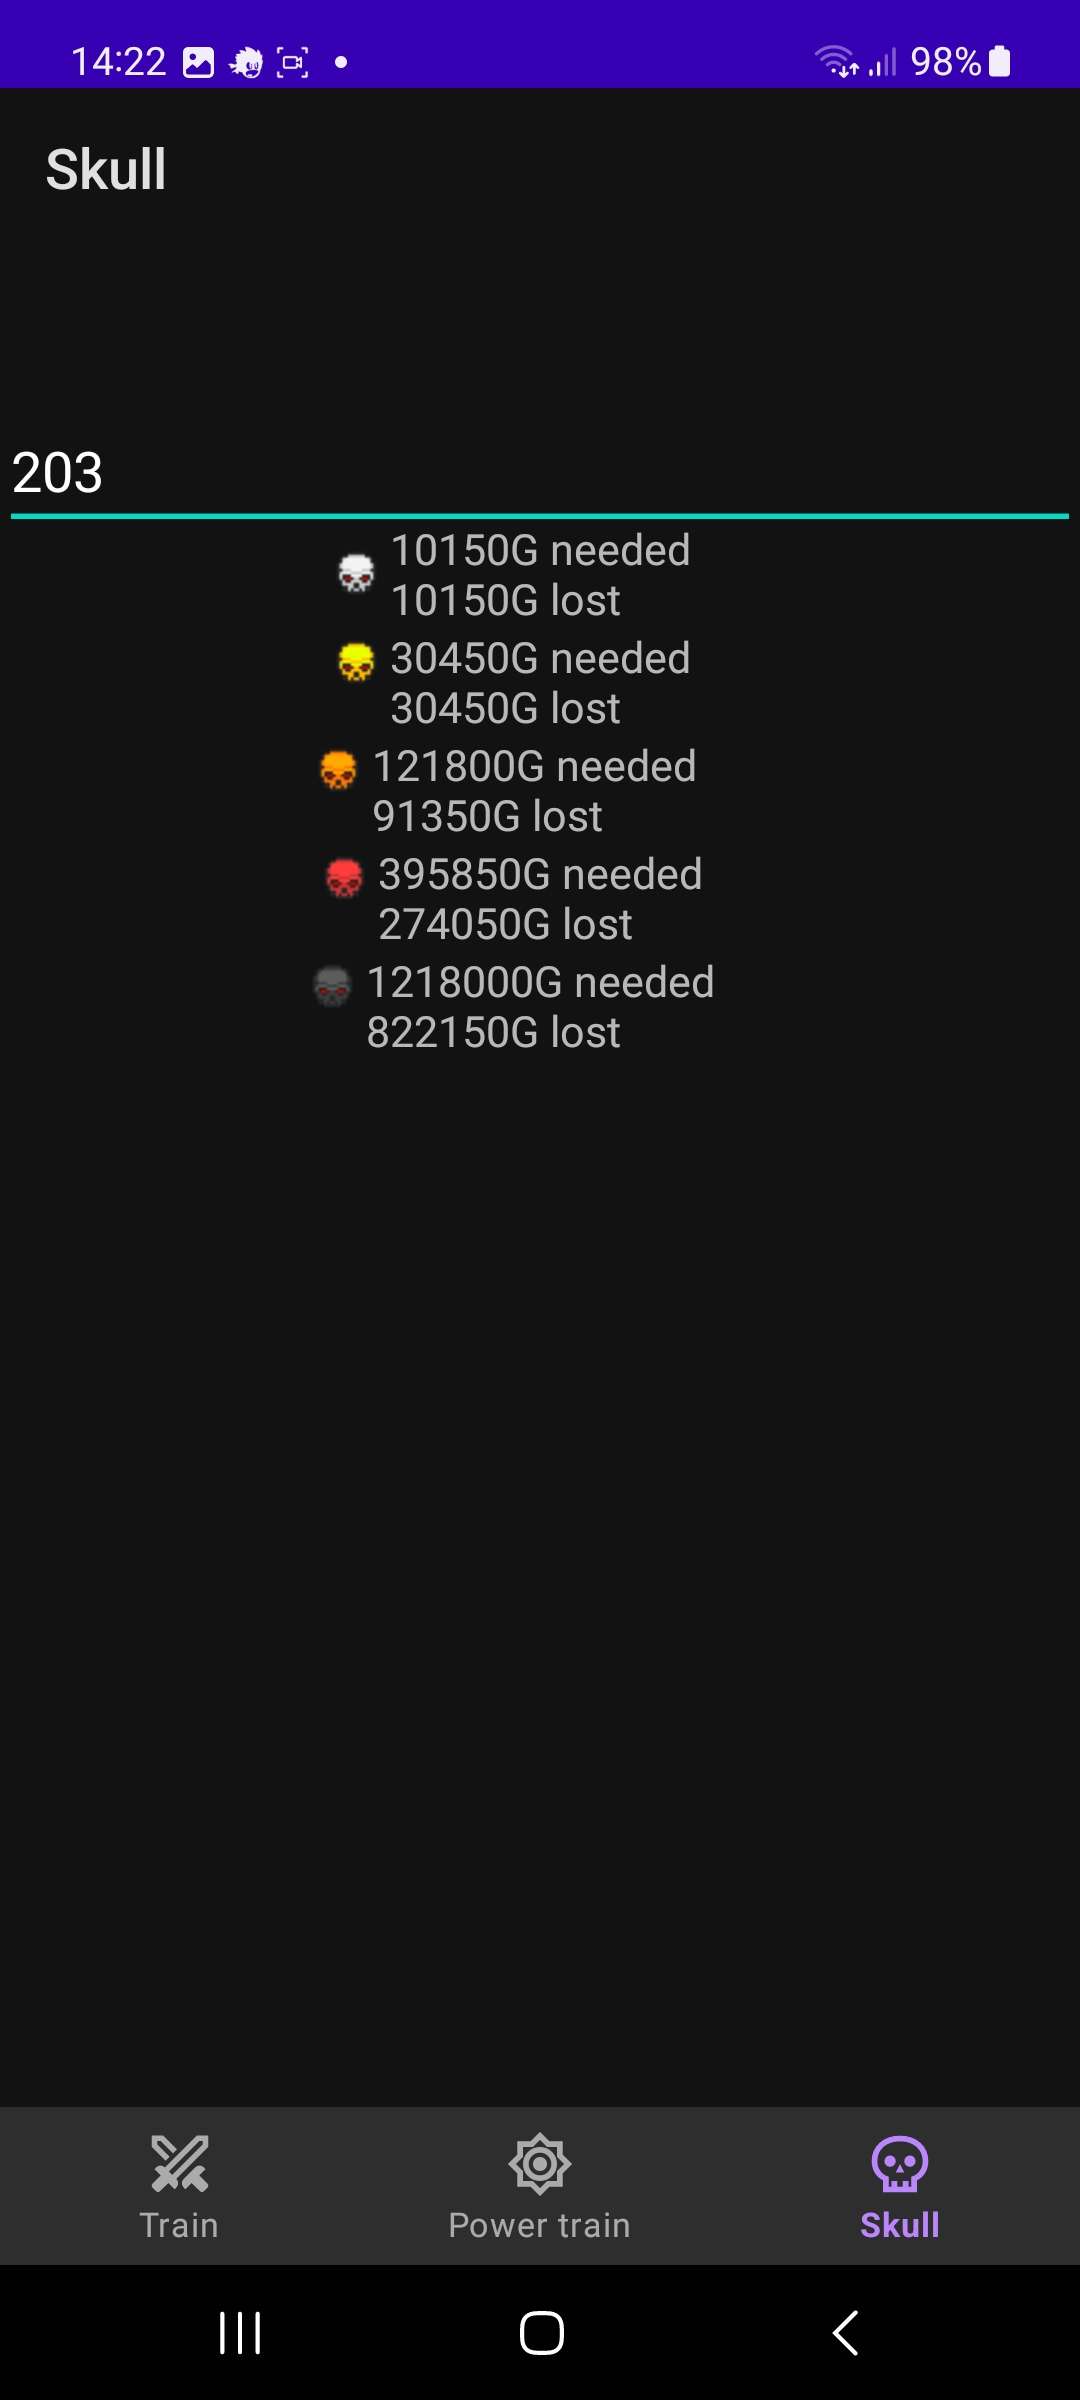 14:22
98%
Skull
203
10150G needed
10150G lost
30450G needed
30450G lost
121800G needed
91350G lost
395850G needed
274050G lost
1218000G needed
822150G lost
Train
Power train
Skull